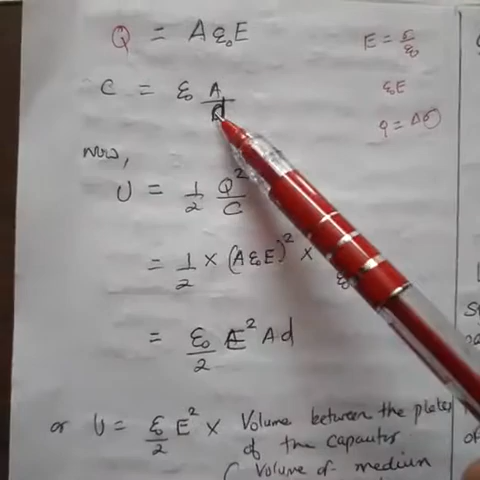 Q = Aε₀E
E = σ/ε₀
C = ε₀ A/d
ε₀E
q = Aσ
Now,
U = 1/2 Q²/C
= 1/2 × (Aε₀E)² ×
= ε₀/2 E² Ad
or U = ε₀/2 E² × Volume between the plates
of the capacitor
( Volume of medium